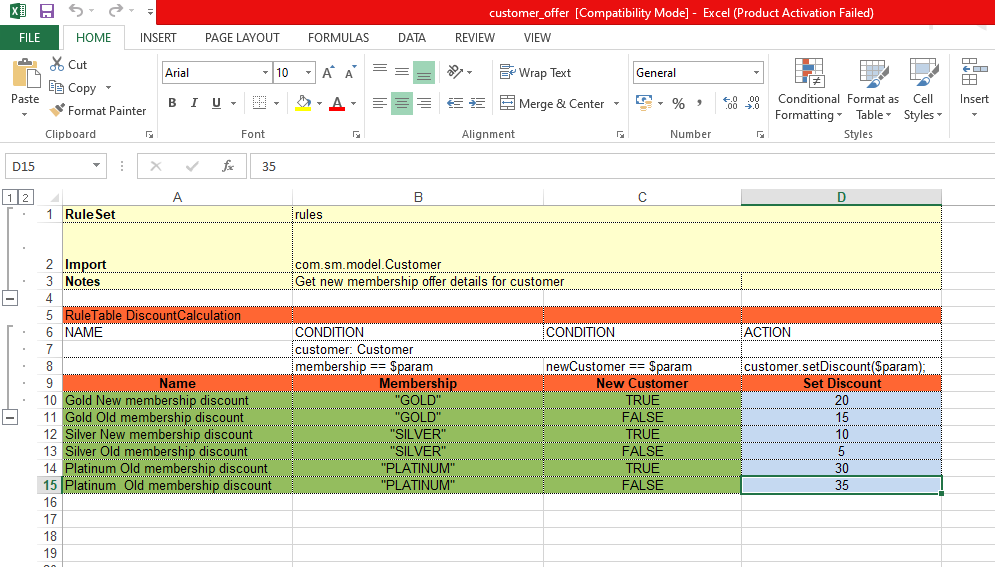 customer_offer [Compatibility Mode] - Excel (Product Activation Failed)
FILE HOME INSERT PAGE LAYOUT FORMULAS DATA REVIEW VIEW
Paste Cut Copy Format Painter
Clipboard
Arial 10 A A
B I U A
Font
Wrap Text
Merge & Center
Alignment
General
% , .00 .0
Number
Conditional Formatting Format as Table Cell Styles
Styles
Insert
D15 fx 35
1 2
A B C D
1 RuleSet rules
2 Import com.sm.model.Customer
3 Notes Get new membership offer details for customer
4
5 RuleTable DiscountCalculation
6 NAME CONDITION CONDITION ACTION
7 customer: Customer
8 membership == $param newCustomer == $param customer.setDiscount($param);
9 Name Membership New Customer Set Discount
10 Gold New membership discount "GOLD" TRUE 20
11 Gold Old membership discount "GOLD" FALSE 15
12 Silver New membership discount "SILVER" TRUE 10
13 Silver Old membership discount "SILVER" FALSE 5
14 Platinum Old membership discount "PLATINUM" TRUE 30
15 Platinum  Old membership discount "PLATINUM" FALSE 35
16
17
18
19